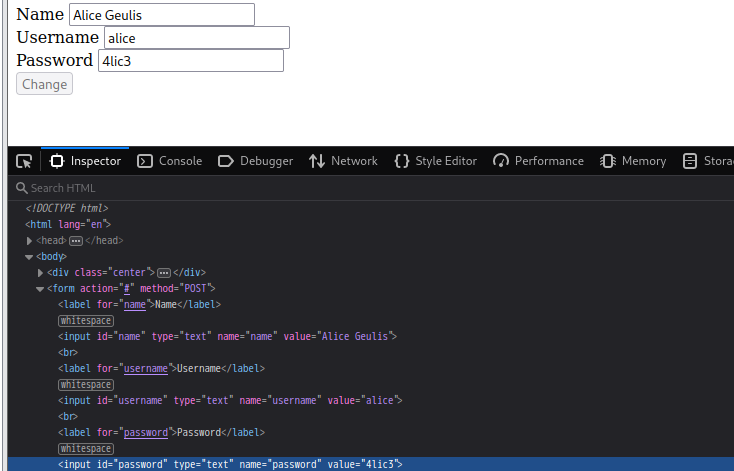 Name Alice Geulis
Username alice
Password 4lic3
Change
Inspector Console Debugger Network {} Style Editor Performance Memory Stora
Search HTML
<!DOCTYPE html>
<html lang="en">
<head> ••• </head>
<body>
<div class="center"> ••• </div>
<form action="#" method="POST">
<label for="name">Name</label>
whitespace
<input id="name" type="text" name="name" value="Alice Geulis">
<br>
<label for="username">Username</label>
whitespace
<input id="username" type="text" name="username" value="alice">
<br>
<label for="password">Password</label>
whitespace
<input id="password" type="text" name="password" value="4lic3">